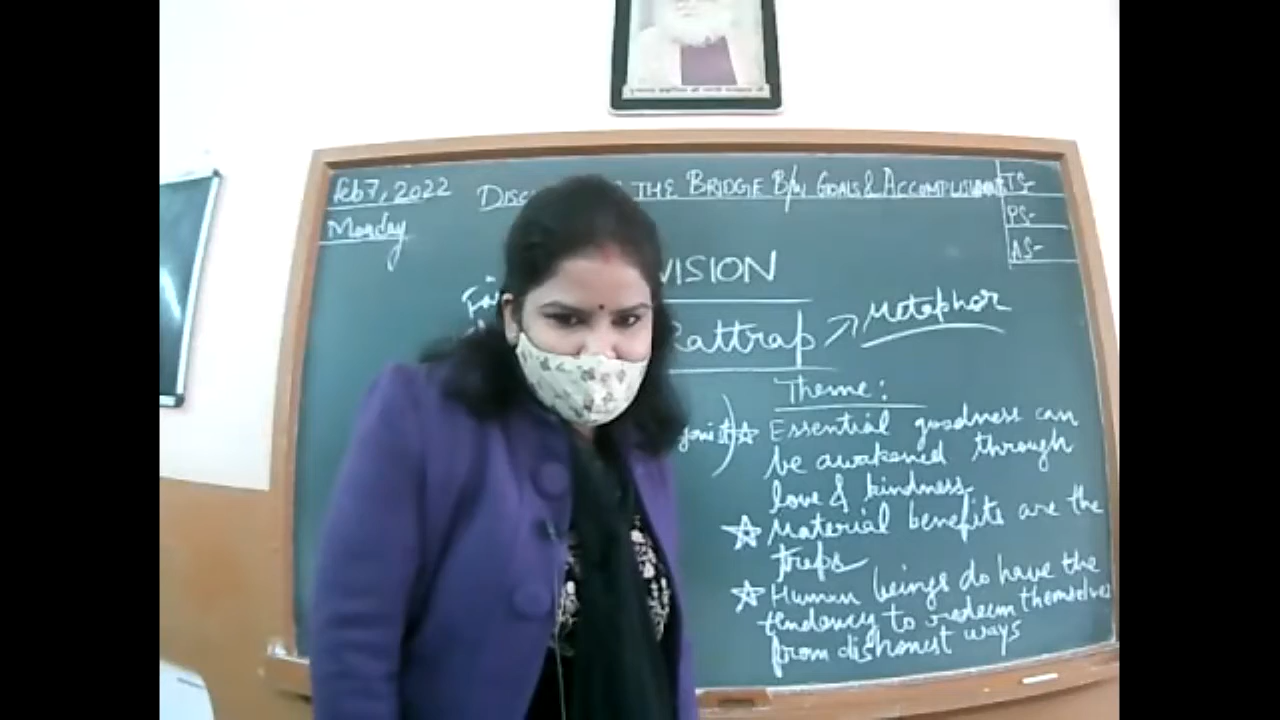 Feb 7, 2022
Monday
DISC THE BRIDGE B/W GOALS & ACCOMPLISHMENTS
TS-
PS-
AS-
VISION
Rattrap → Metaphor
Theme:
☆ Essential goodness can
be awakened through
love & kindness
☆ Material benefits are the
traps
☆ Human beings do have the
tendency to redeem themselves
from dishonest ways